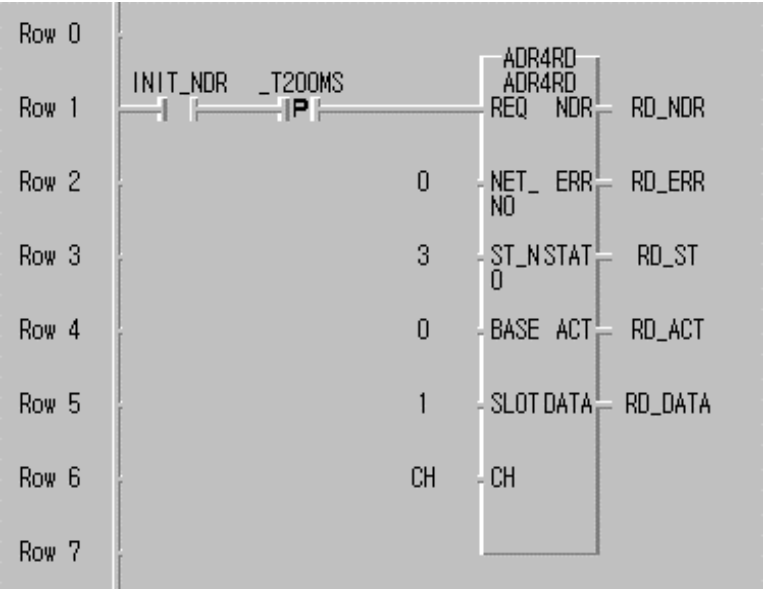 Row 0
ADR4RD
INIT_NDR _T200MS ADR4RD
Row 1 P REQ NDR RD_NDR
Row 2 0 NET_ ERR RD_ERR
NO
Row 3 3 ST_N STAT RD_ST
O
Row 4 0 BASE ACT RD_ACT
Row 5 1 SLOT DATA RD_DATA
Row 6 CH CH
Row 7